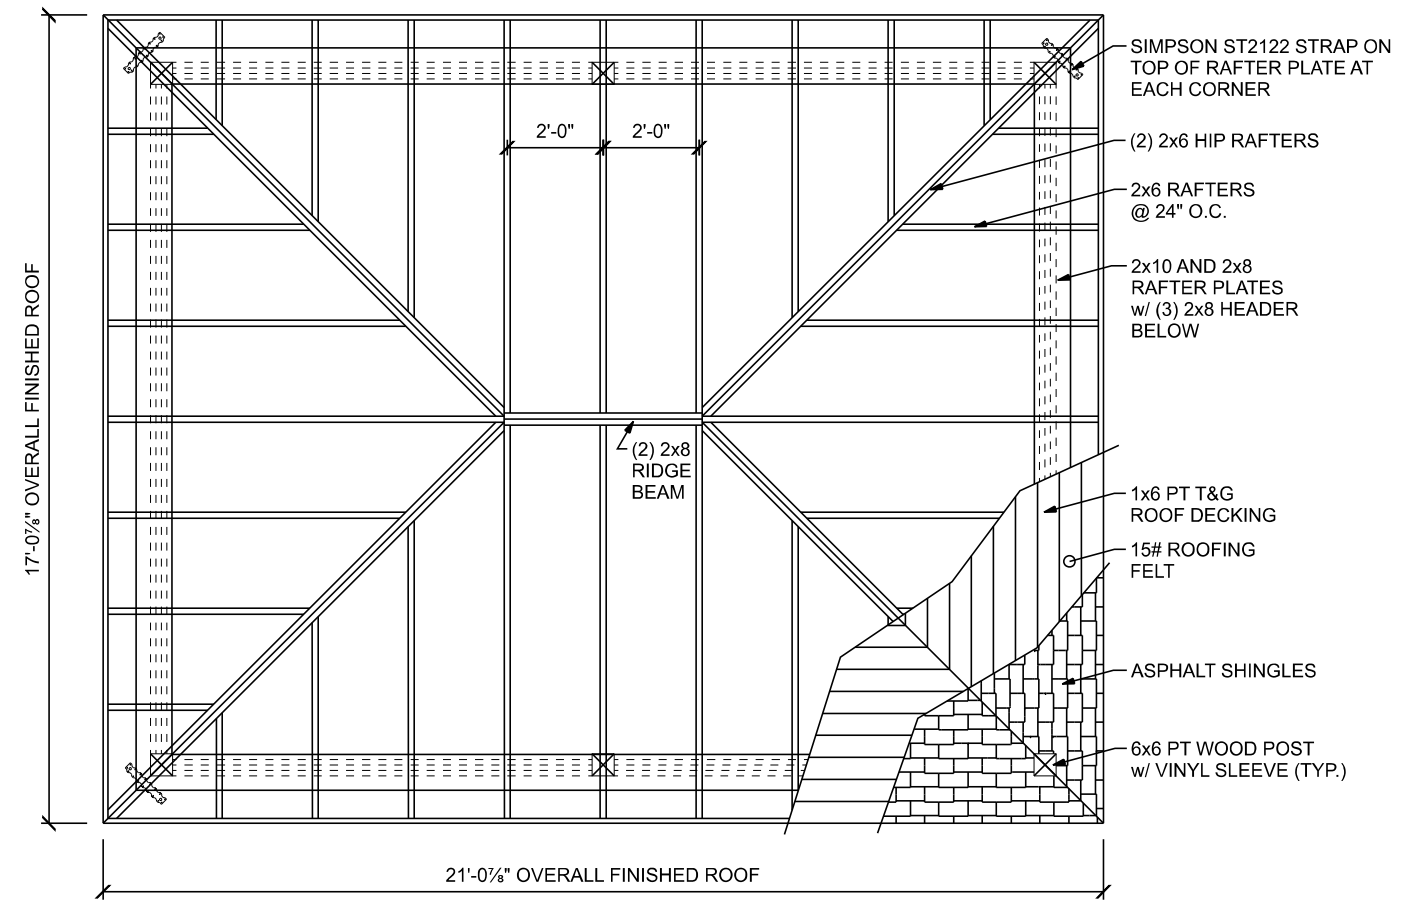 SIMPSON ST2122 STRAP ON
TOP OF RAFTER PLATE AT
EACH CORNER
2'-0" 2'-0"
(2) 2x6 HIP RAFTERS
2x6 RAFTERS
@ 24" O.C.
2x10 AND 2x8
RAFTER PLATES
w/ (3) 2x8 HEADER
BELOW
17'-0⅞" OVERALL FINISHED ROOF
(2) 2x8
RIDGE
BEAM
1x6 PT T&G
ROOF DECKING
15# ROOFING
FELT
ASPHALT SHINGLES
6x6 PT WOOD POST
w/ VINYL SLEEVE (TYP.)
21'-0⅞" OVERALL FINISHED ROOF